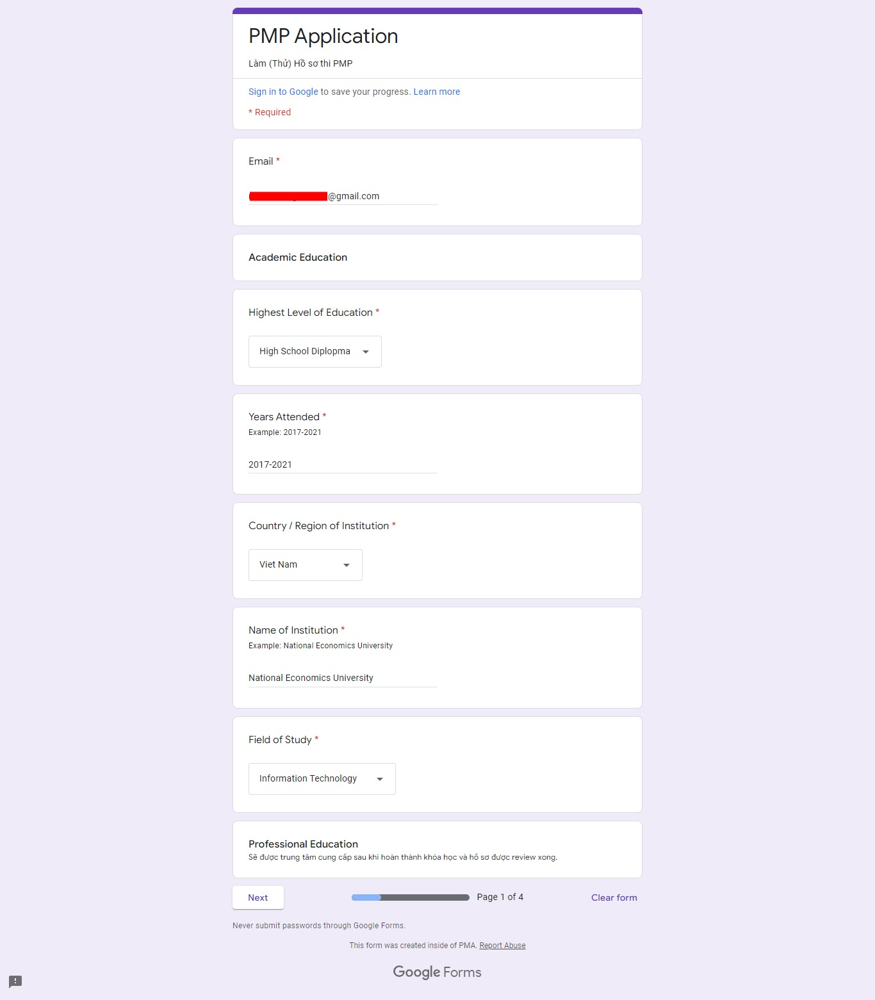 PMP Application
Làm (Thử) Hồ sơ thi PMP
Sign in to Google to save your progress. Learn more
* Required
Email *
@gmail.com
Academic Education
Highest Level of Education *
High School Diplopma
Years Attended *
Example: 2017-2021
2017-2021
Country / Region of Institution *
Viet Nam
Name of Institution *
Example: National Economics University
National Economics University
Field of Study *
Information Technology
Professional Education
Sẽ được trung tâm cung cấp sau khi hoàn thành khóa học và hồ sơ được review xong.
Next
Page 1 of 4
Clear form
Never submit passwords through Google Forms.
This form was created inside of PMA. Report Abuse
Google Forms